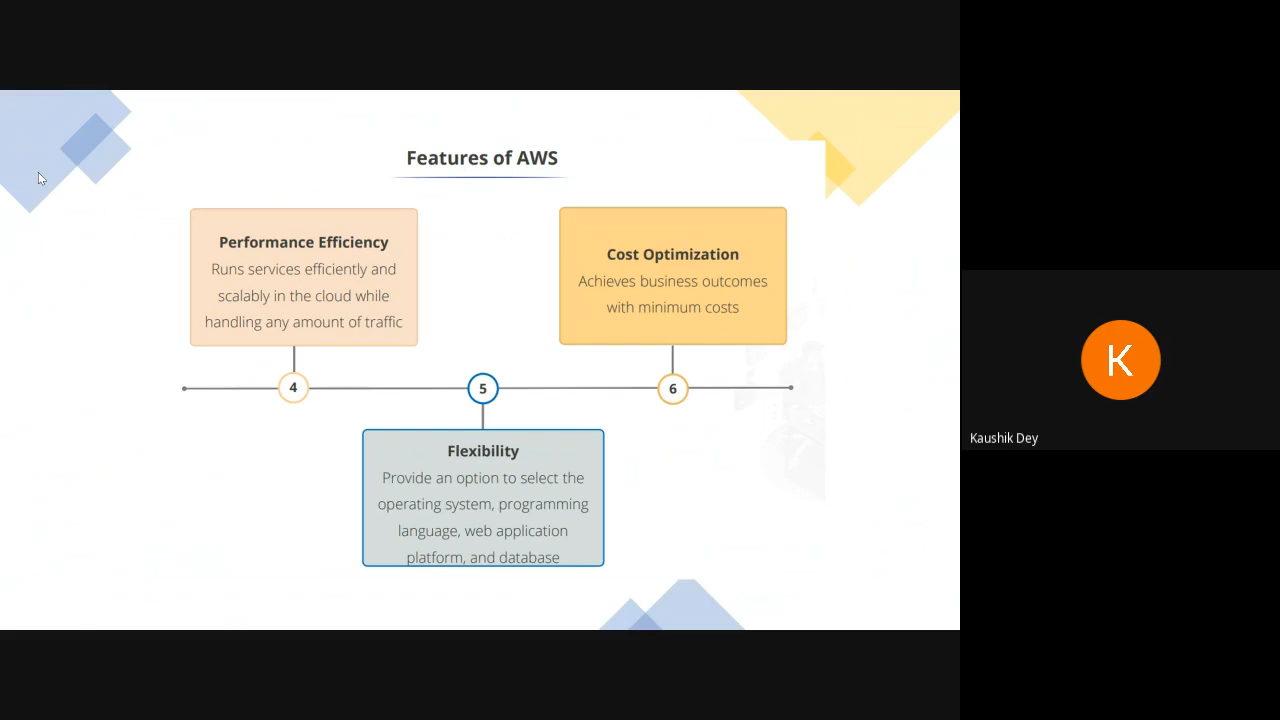 Features of AWS
Performance Efficiency
Runs services efficiently and
scalably in the cloud while
handling any amount of traffic
Cost Optimization
Achieves business outcomes
with minimum costs
4
5
6
Flexibility
Provide an option to select the
operating system, programming
language, web application
platform, and database
K
Kaushik Dey